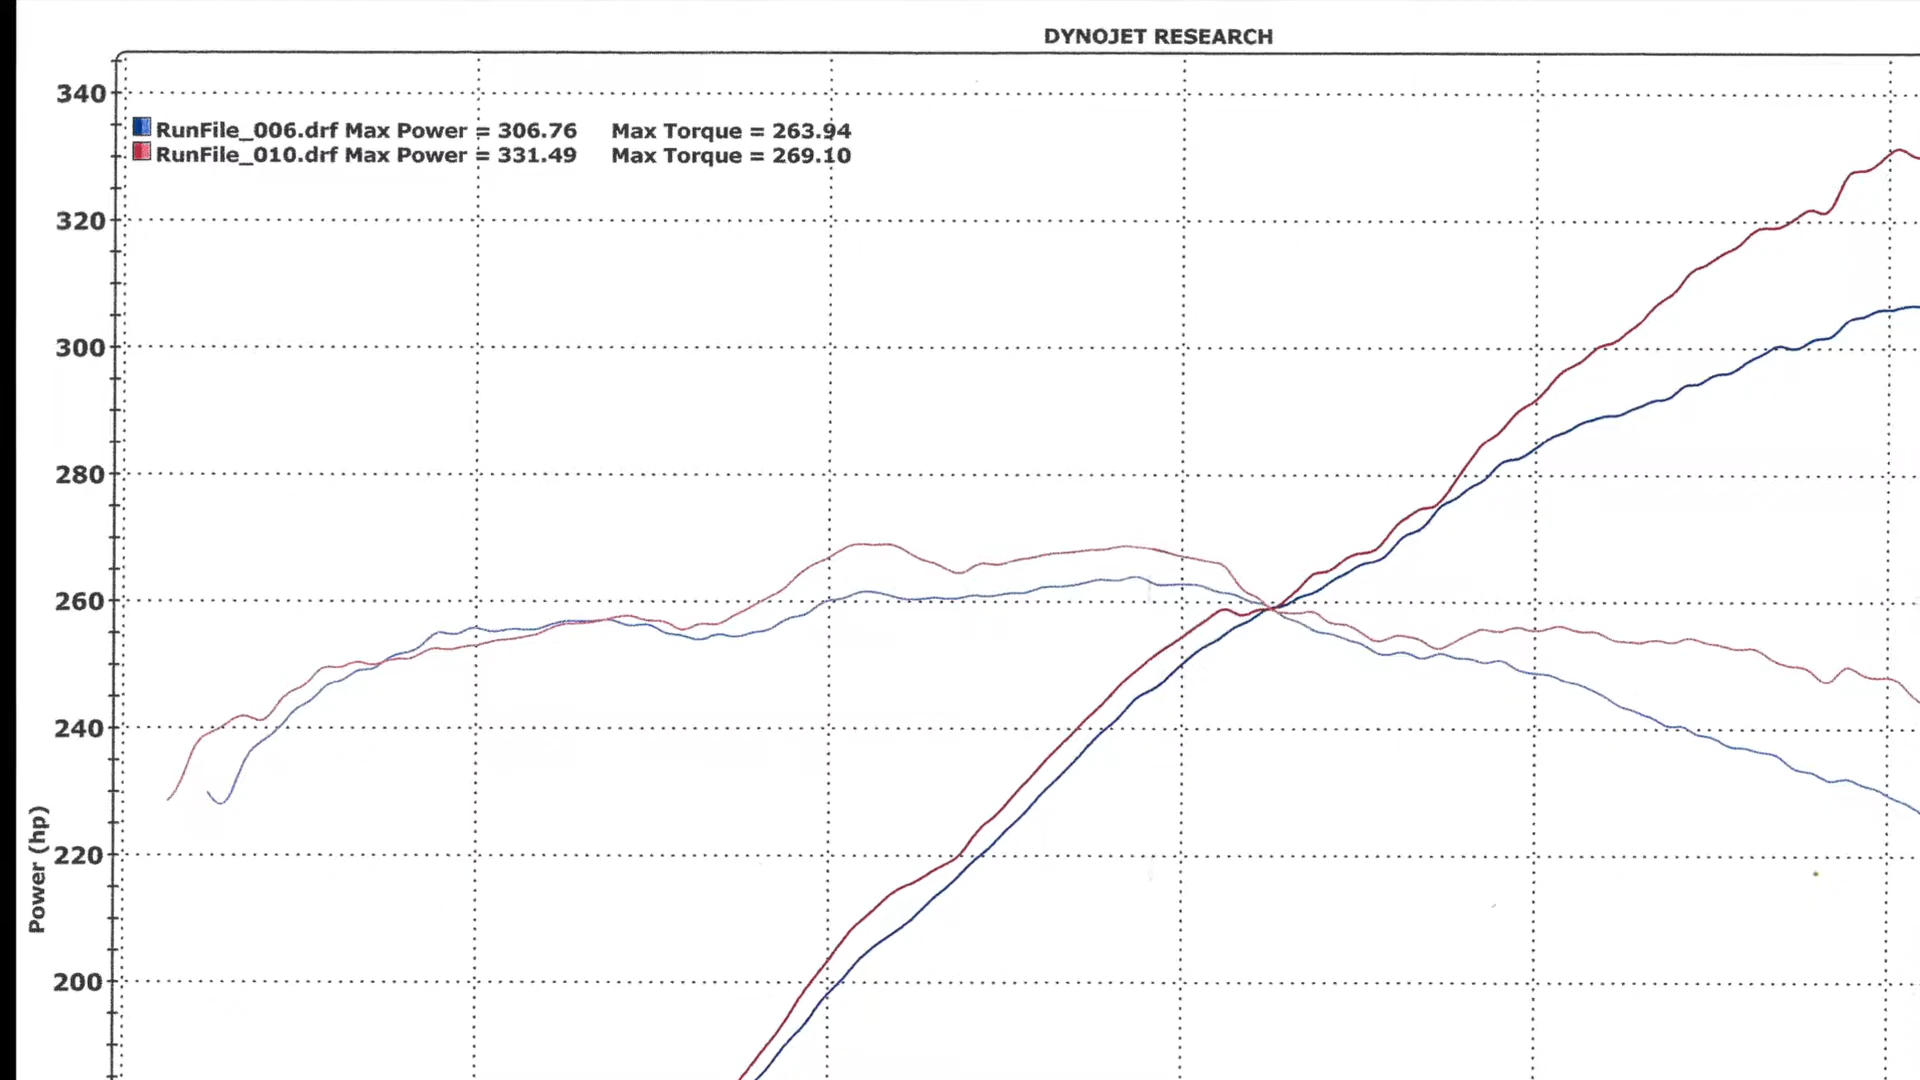 DYNOJET RESEARCH
340
RunFile_006.drf Max Power = 306.76 Max Torque = 263.94
RunFile_010.drf Max Power = 331.49 Max Torque = 269.10
320
300
280
260
240
220
200
Power (hp)